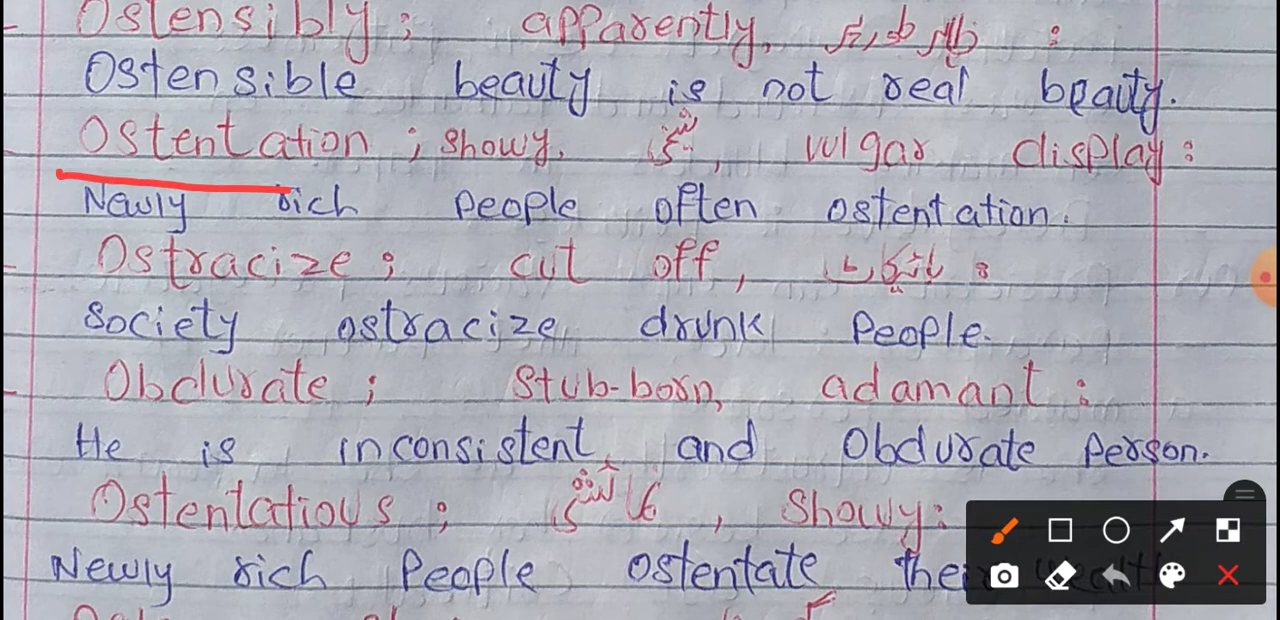 Ostensibly; apparently, ظاہر طور پر :
Ostensible beauty is not real beauty.
Ostentation; showy, vulgar display:
Newly rich people often ostentation.
Ostracize; cut off, بائیکاٹ :
Society ostracize drunk people.
Obdurate; Stub-born, adamant:
He is inconsistent and Obdurate person.
Ostentatious; showy:
Newly rich People ostentate their wealth